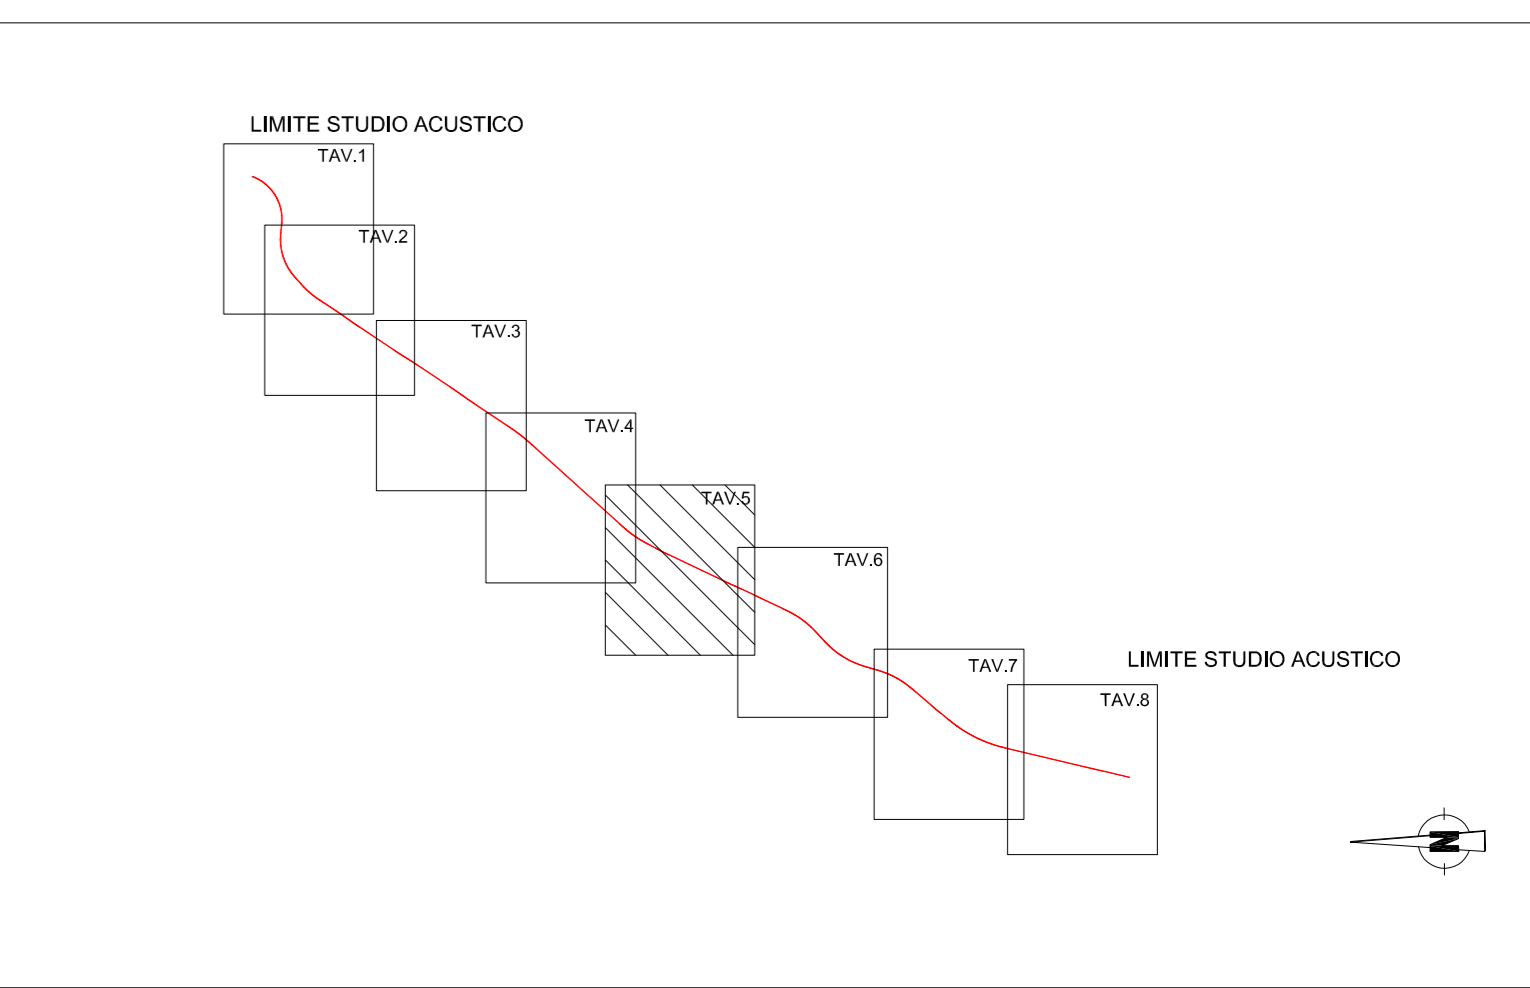 LIMITE STUDIO ACUSTICO
TAV.1
TAV.2
TAV.3
TAV.4
TAV.5
TAV.6
TAV.7
LIMITE STUDIO ACUSTICO
TAV.8
N